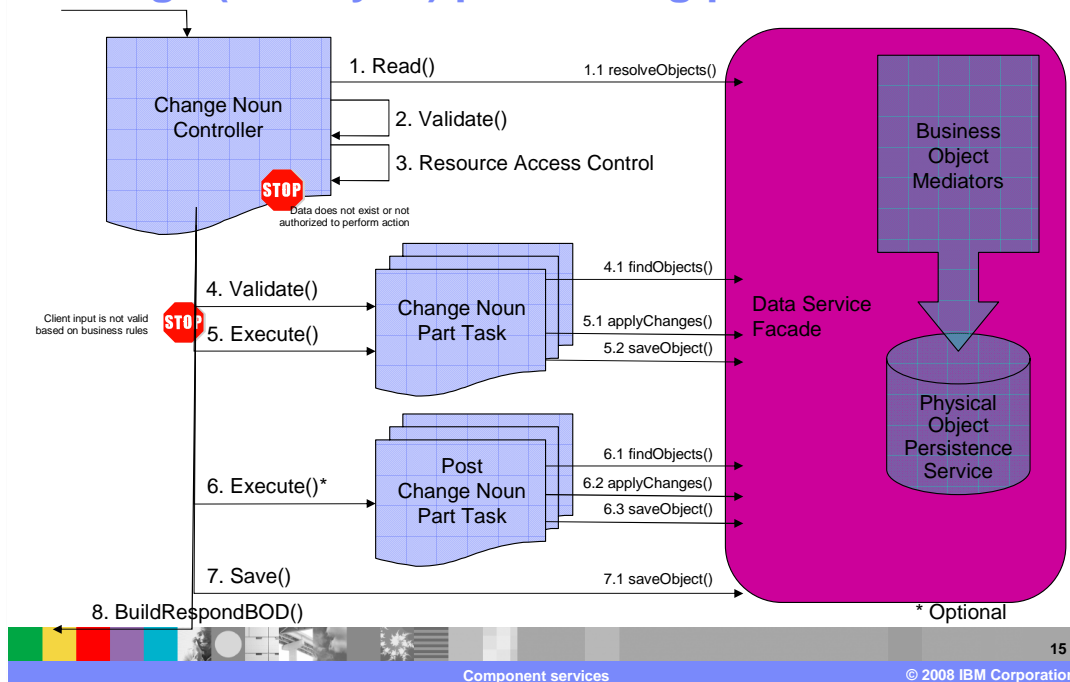 1. Read()
1.1 resolveObjects()
Change Noun
Controller
2. Validate()
3. Resource Access Control
STOP
Data does not exist or not
authorized to perform action
Business
Object
Mediators
4. Validate()
4.1 findObjects()
Client input is not valid
based on business rules
STOP
Change Noun
Part Task
5. Execute()
5.1 applyChanges()
5.2 saveObject()
Data Service
Facade
Physical
Object
Persistence
Service
Post
Change Noun
Part Task
6. Execute()*
6.1 findObjects()
6.2 applyChanges()
6.3 saveObject()
7. Save()
7.1 saveObject()
8. BuildRespondBOD()
* Optional
15
Component services
© 2008 IBM Corporation